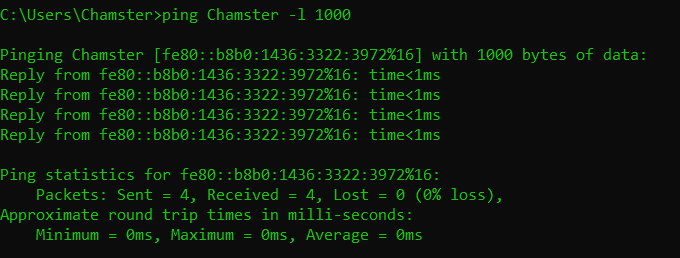 C:\Users\Chamster>ping Chamster -l 1000
Pinging Chamster [fe80::b8b0:1436:3322:3972%16] with 1000 bytes of data:
Reply from fe80::b8b0:1436:3322:3972%16: time<1ms
Reply from fe80::b8b0:1436:3322:3972%16: time<1ms
Reply from fe80::b8b0:1436:3322:3972%16: time<1ms
Reply from fe80::b8b0:1436:3322:3972%16: time<1ms
Ping statistics for fe80::b8b0:1436:3322:3972%16:
    Packets: Sent = 4, Received = 4, Lost = 0 (0% loss),
Approximate round trip times in milli-seconds:
    Minimum = 0ms, Maximum = 0ms, Average = 0ms